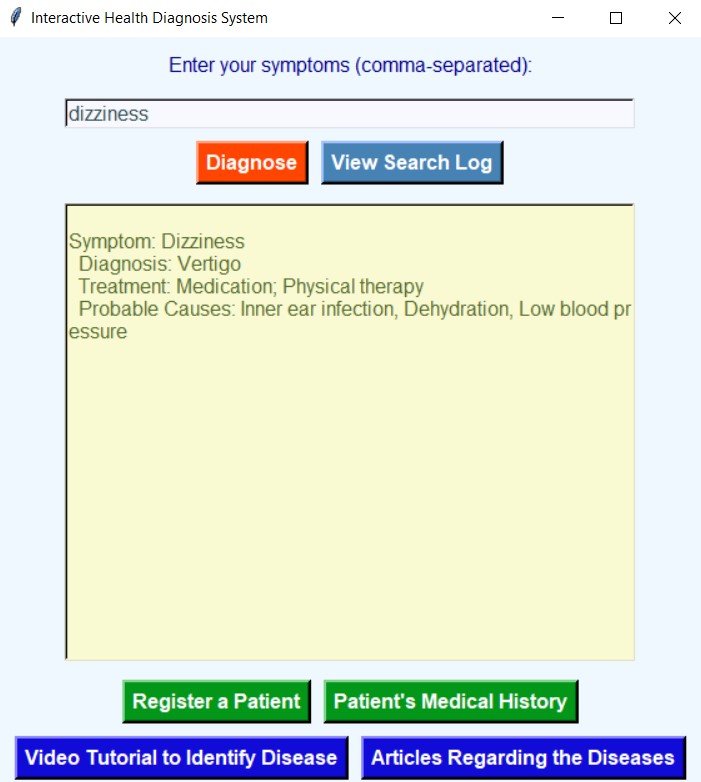 Interactive Health Diagnosis System
Enter your symptoms (comma-separated):
dizziness
Diagnose View Search Log
Symptom: Dizziness
Diagnosis: Vertigo
Treatment: Medication; Physical therapy
Probable Causes: Inner ear infection, Dehydration, Low blood pr
essure
Register a Patient Patient's Medical History
Video Tutorial to Identify Disease Articles Regarding the Diseases